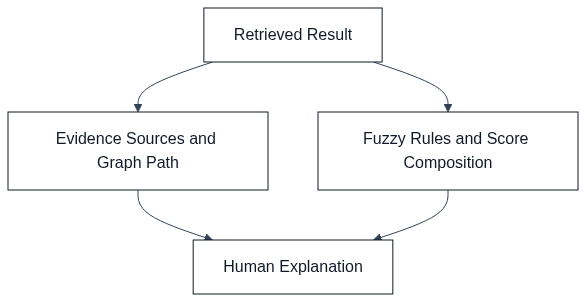 Retrieved Result
Evidence Sources and
Graph Path
Fuzzy Rules and Score
Composition
Human Explanation